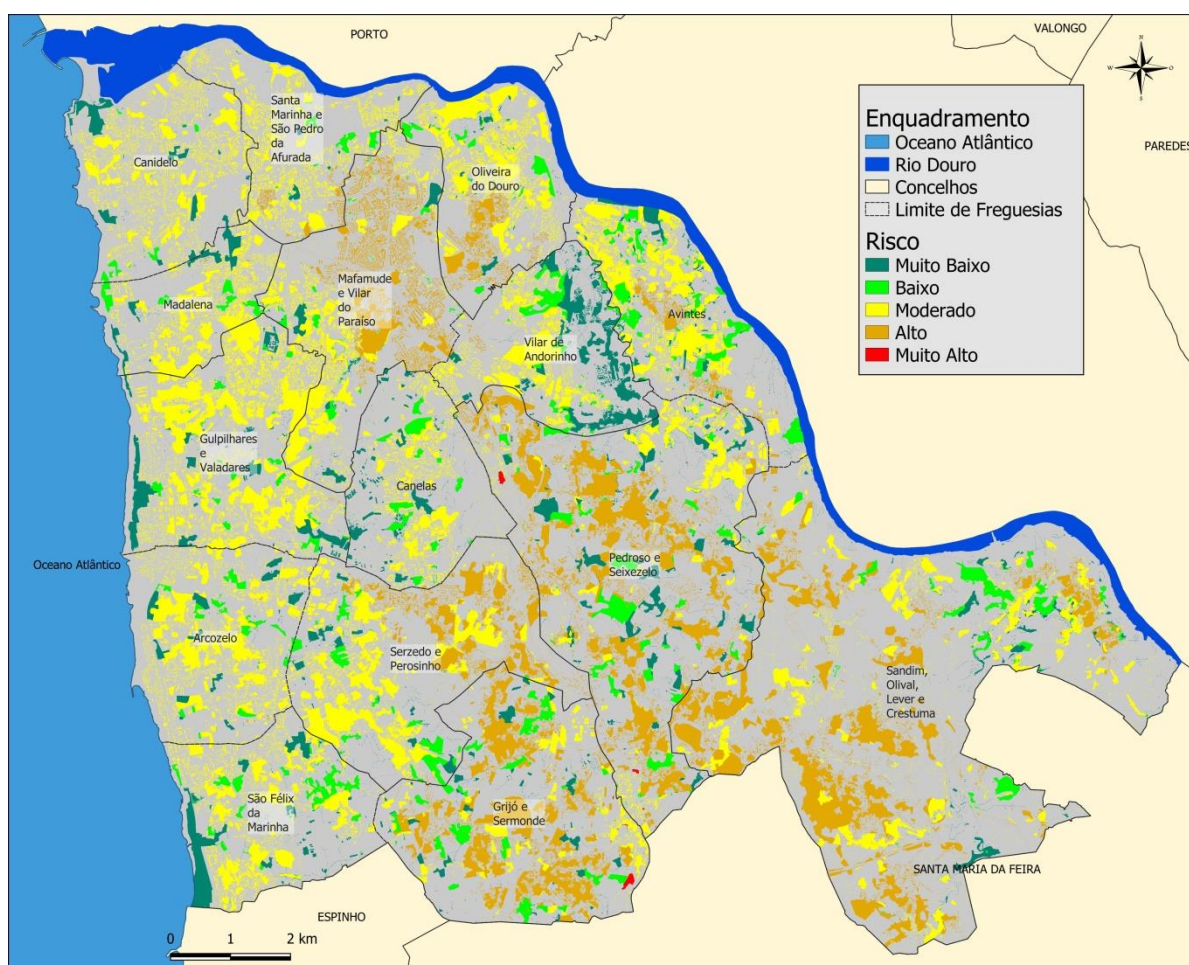 PORTO
VALONGO
N
W
O
S
PAREDES
Enquadramento
Oceano Atlântico
Rio Douro
Concelhos
Limite de Freguesias
Risco
Muito Baixo
Baixo
Moderado
Alto
Muito Alto
Santa
Marinha e
São Pedro
da
Afurada
Canidelo
Oliveira
do Douro
Mafamude
e Vilar
do
Paraíso
Madalena
Avintes
Vilar de
Andorinho
Gulpilhares
e
Valadares
Canelas
Oceano Atlântico
Pedroso e
Seixezelo
Arcozelo
Serzedo e
Perosinho
Sandim,
Olival,
Lever e
Crestuma
São Félix
da
Marinha
Grijó e
Sermonde
SANTA MARIA DA FEIRA
ESPINHO
0 1 2 km